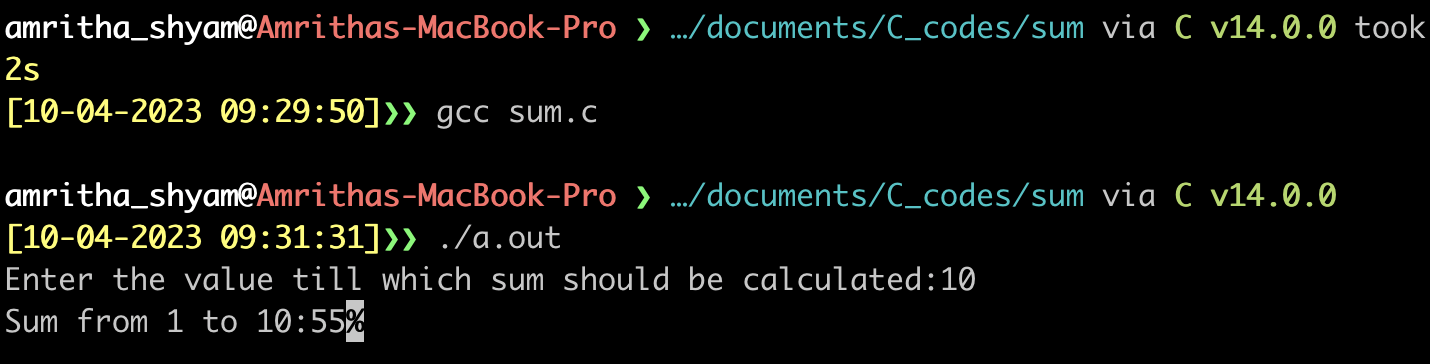 amritha_shyam@Amrithas-MacBook-Pro ❯ …/documents/C_codes/sum via C v14.0.0 took
2s
[10-04-2023 09:29:50]❯❯ gcc sum.c
amritha_shyam@Amrithas-MacBook-Pro ❯ …/documents/C_codes/sum via C v14.0.0
[10-04-2023 09:31:31]❯❯ ./a.out
Enter the value till which sum should be calculated:10
Sum from 1 to 10:55%